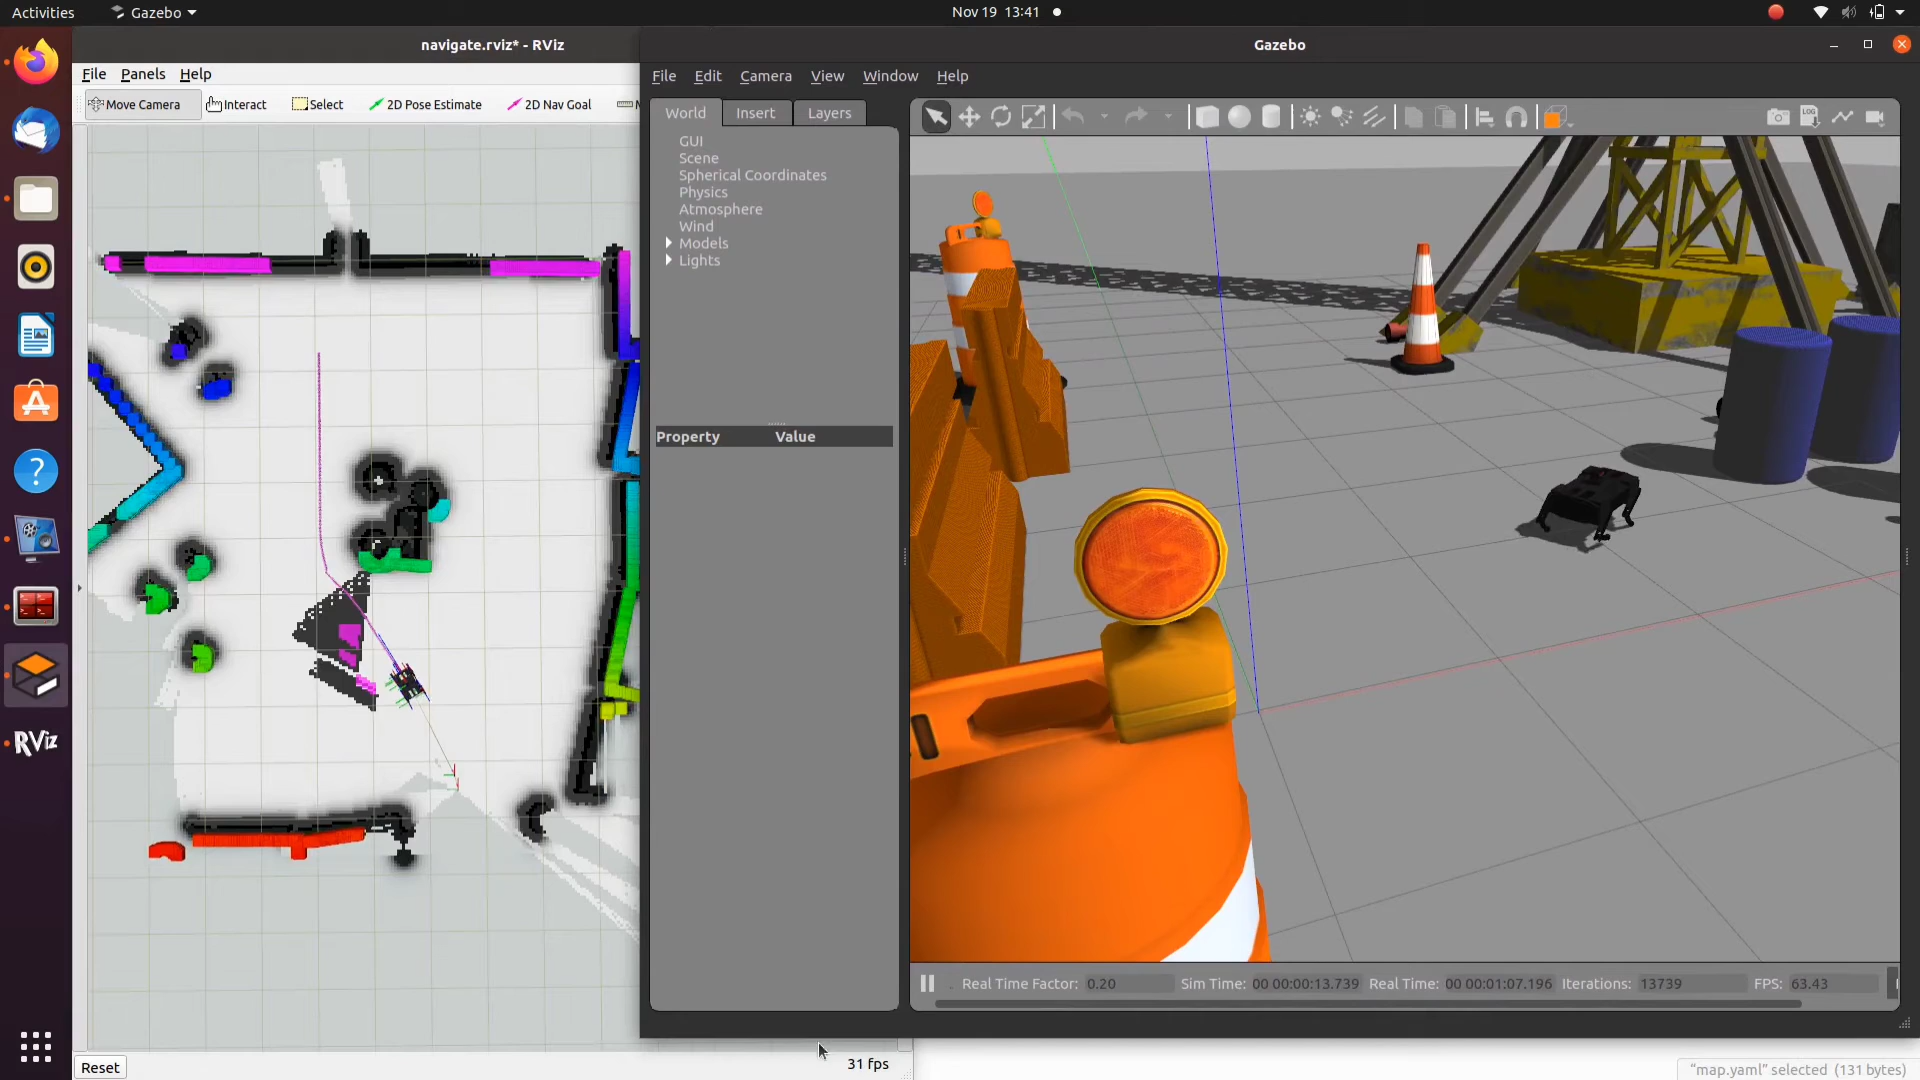 Activities
Gazebo
Nov 19 13:41
navigate.rviz* - RViz
File Panels Help
Move Camera Interact Select 2D Pose Estimate 2D Nav Goal
Gazebo
File Edit Camera View Window Help
World Insert Layers
GUI
Scene
Spherical Coordinates
Physics
Atmosphere
Wind
Models
Lights
Property Value
LOG
RViz
Real Time Factor: 0.20 Sim Time: 00 00:00:13.739 Real Time: 00 00:01:07.196 Iterations: 13739 FPS: 63.43
Reset
31 fps
"map.yaml" selected (131 bytes)